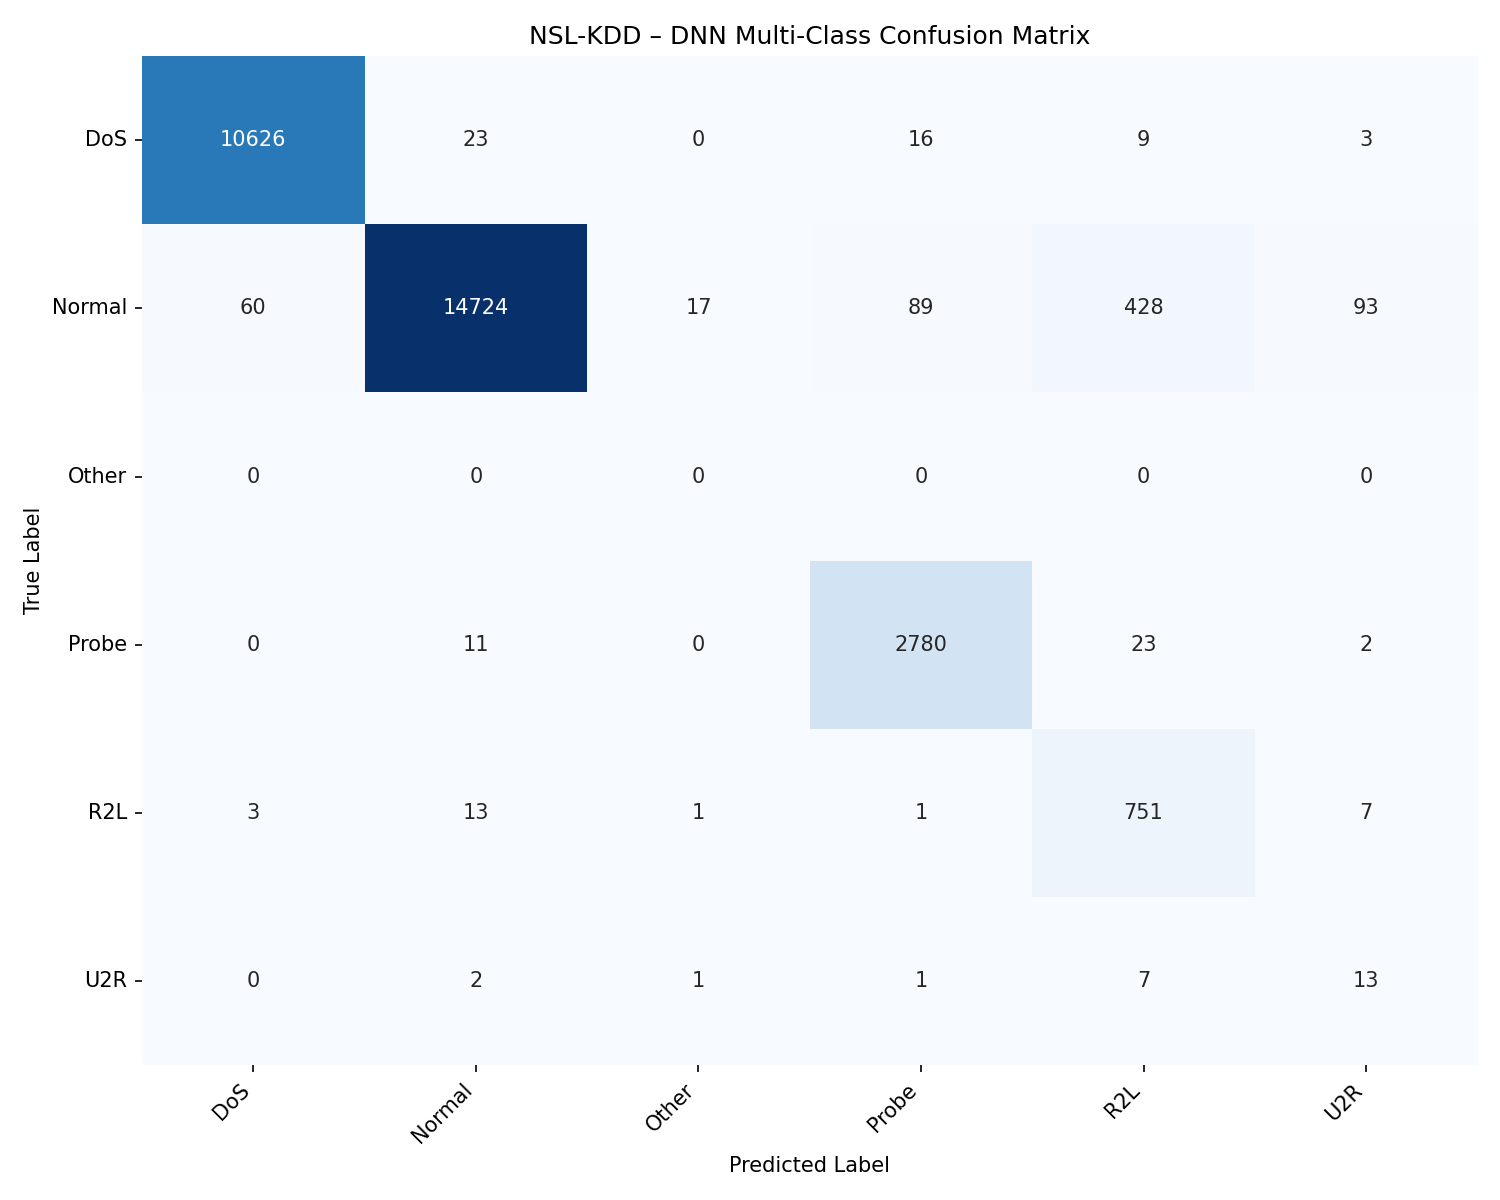 NSL-KDD – DNN Multi-Class Confusion Matrix
DoS 10626 23 0 16 9 3
Normal 60 14724 17 89 428 93
Other 0 0 0 0 0 0
Probe 0 11 0 2780 23 2
R2L 3 13 1 1 751 7
U2R 0 2 1 1 7 13
True Label
DoS Normal Other Probe R2L U2R
Predicted Label